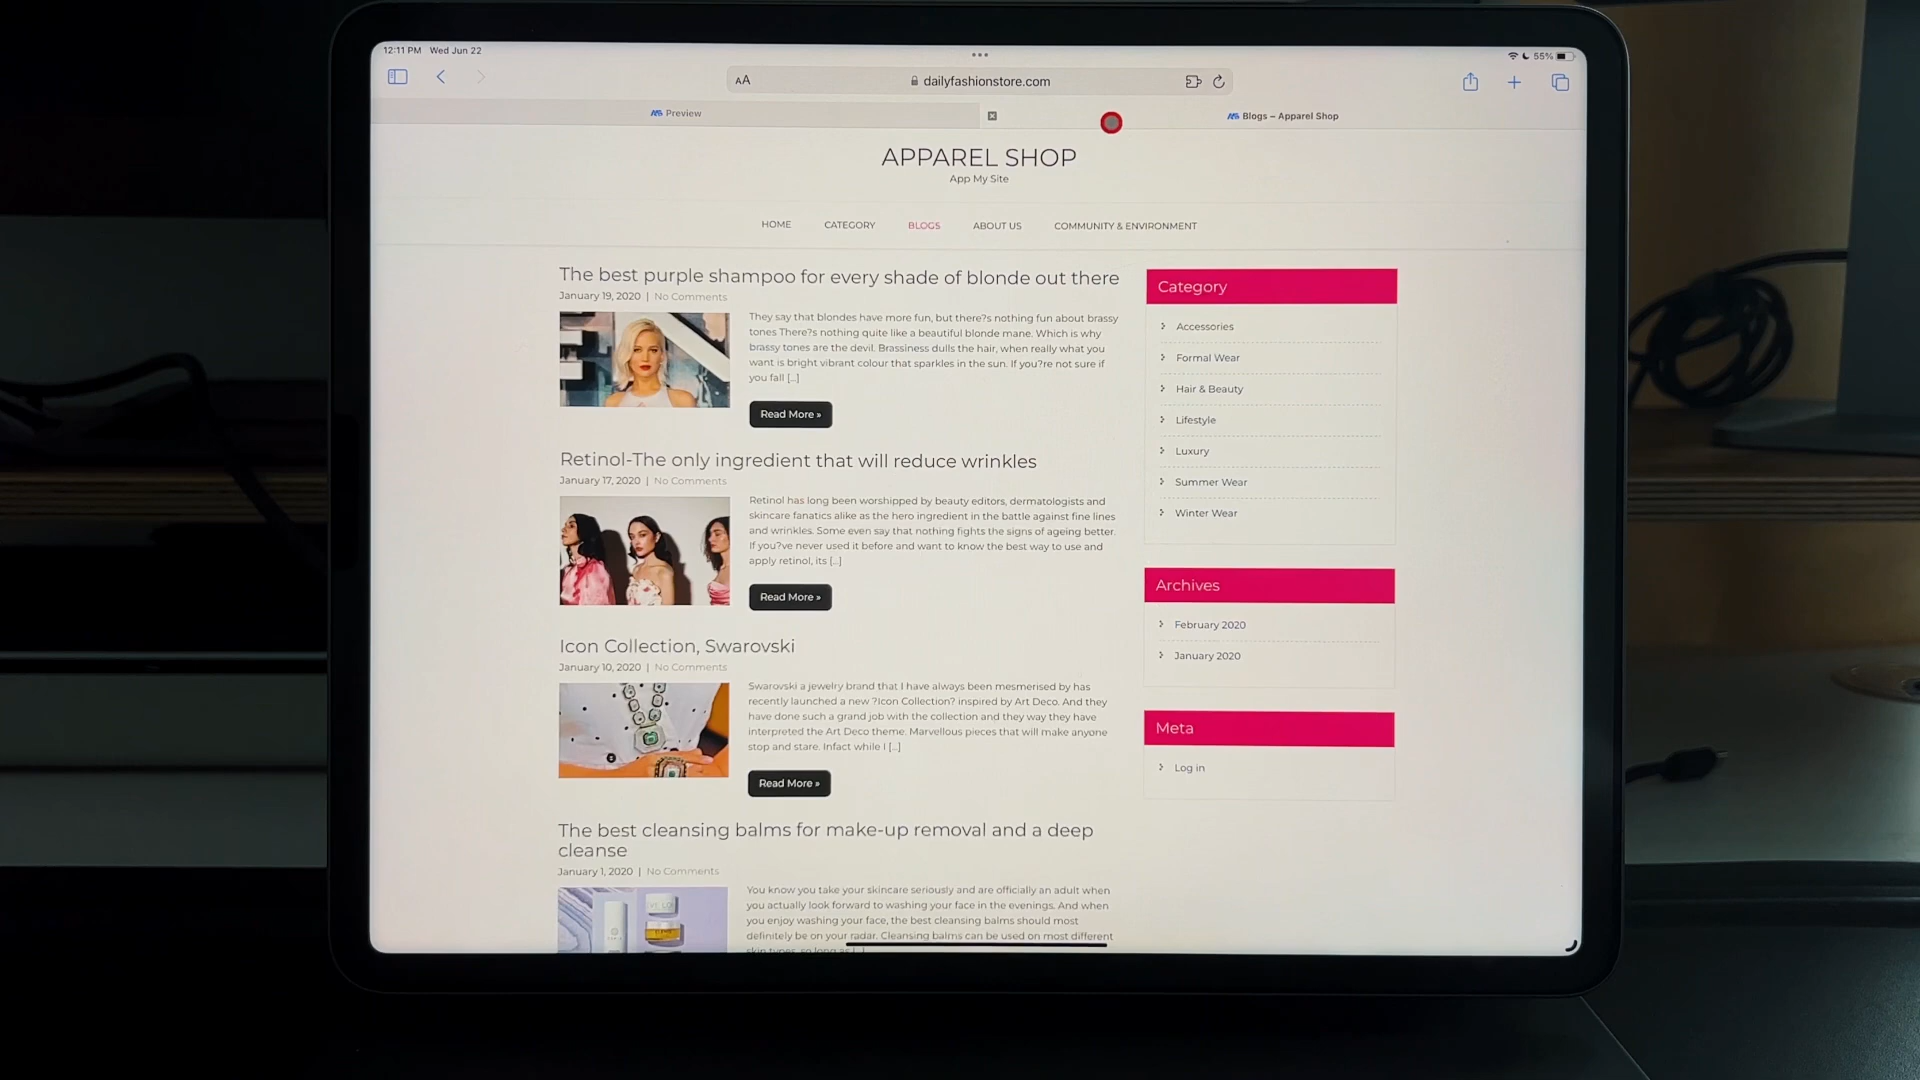 12:11 PM Wed Jun 22
55%
AA
dailyfashionstore.com
Preview
Blogs – Apparel Shop
APPAREL SHOP
App My Site
HOME CATEGORY BLOGS ABOUT US COMMUNITY & ENVIRONMENT
The best purple shampoo for every shade of blonde out there
January 19, 2020 | No Comments
They say that blondes have more fun, but there?s nothing fun about brassy
tones There?s nothing quite like a beautiful blonde mane. Which is why
brassy tones are the devil. Brassiness dulls the hair, when really what you
want is bright vibrant colour that sparkles in the sun. If you?re not sure if
you fall [...]
Read More »
Retinol-The only ingredient that will reduce wrinkles
January 17, 2020 | No Comments
Retinol has long been worshipped by beauty editors, dermatologists and
skincare fanatics alike as the hero ingredient in the battle against fine lines
and wrinkles. Some even say that nothing fights the signs of ageing better.
If you?ve never used it before and want to know the best way to use and
apply retinol, its [...]
Read More »
Icon Collection, Swarovski
January 10, 2020 | No Comments
Swarovski a jewelry brand that I have always been mesmerised by has
recently launched a new ?Icon Collection? inspired by Art Deco. And they
have done such a grand job with the collection and they way they have
interpreted the Art Deco theme. Marvellous pieces that will make anyone
stop and stare. Infact while I [...]
Read More »
The best cleansing balms for make-up removal and a deep
cleanse
January 1, 2020 | No Comments
You know you take your skincare seriously and are officially an adult when
you actually look forward to washing your face in the evenings. And when
you enjoy washing your face, the best cleansing balms should most
definitely be on your radar. Cleansing balms can be used on most different
skin types, so long as [...]
Category
Accessories
Formal Wear
Hair & Beauty
Lifestyle
Luxury
Summer Wear
Winter Wear
Archives
February 2020
January 2020
Meta
Log in